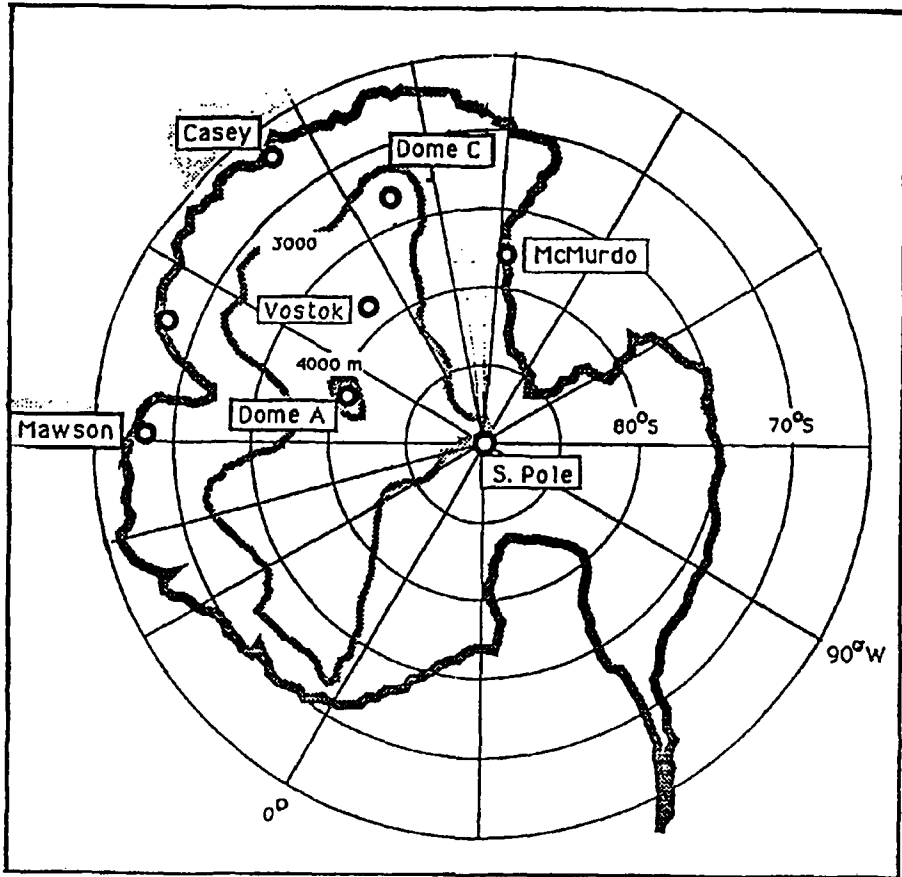 Casey
Dome C
3000
McMurdo
Vostok
4000 m
Dome A
Mawson
80°S
70°S
S. Pole
90°W
0°